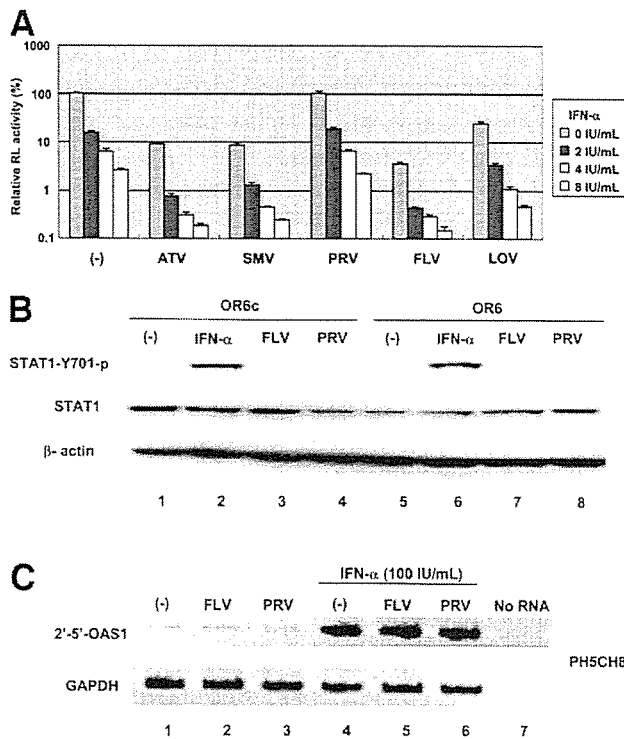 A
1000
100
10
1
0.1
Relative RL activity (%)
(-) ATV SMV PRV FLV LOV
IFN-α
0 IU/mL
2 IU/mL
4 IU/mL
8 IU/mL
B
OR6c OR6
(-) IFN-α FLV PRV (-) IFN-α FLV PRV
STAT1-Y701-p
STAT1
β- actin
1 2 3 4 5 6 7 8
C
IFN-α (100 IU/mL)
(-) FLV PRV (-) FLV PRV No RNA
2'-5'-OAS1
PH5CH8
GAPDH
1 2 3 4 5 6 7